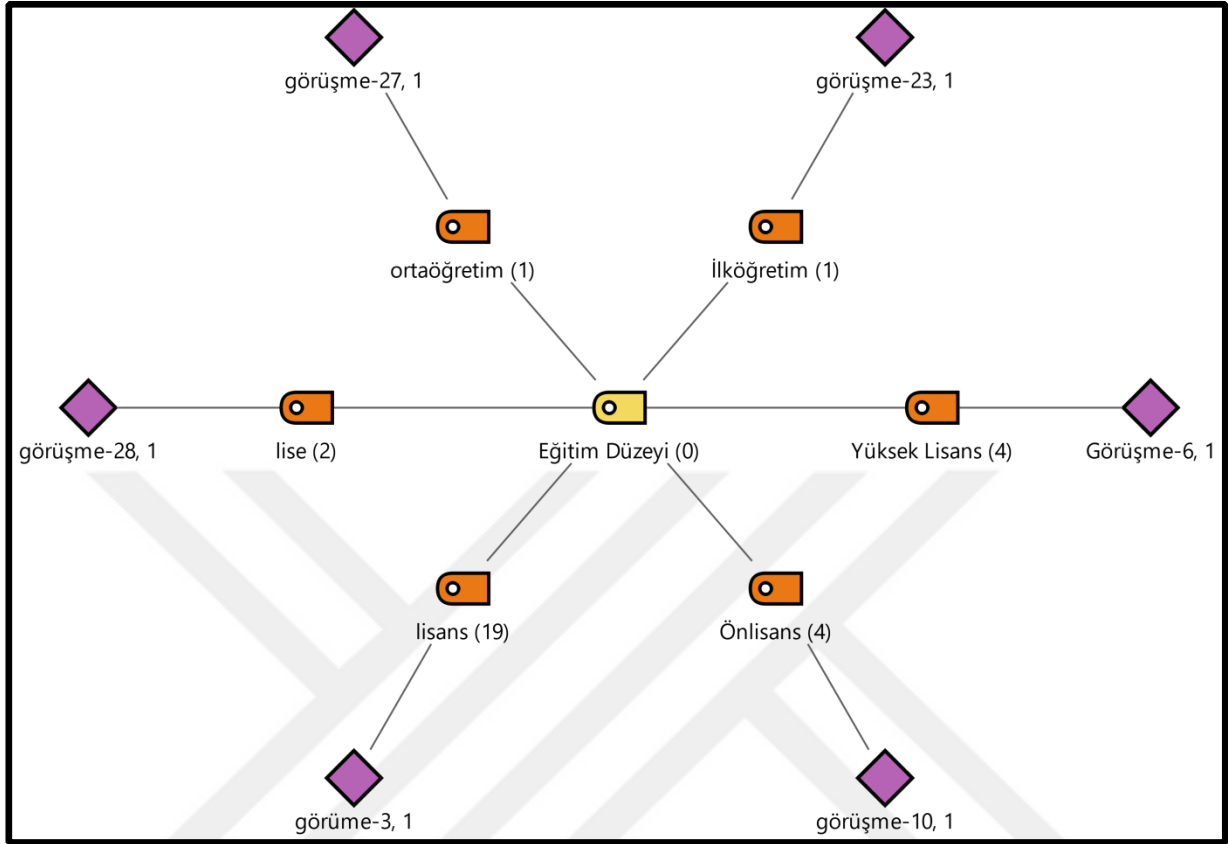 görüşme-27, 1
görüşme-23, 1
ortaöğretim (1)
İlköğretim (1)
görüşme-28, 1
lise (2)
Eğitim Düzeyi (0)
Yüksek Lisans (4)
Görüşme-6, 1
lisans (19)
Önlisans (4)
görüme-3, 1
görüşme-10, 1